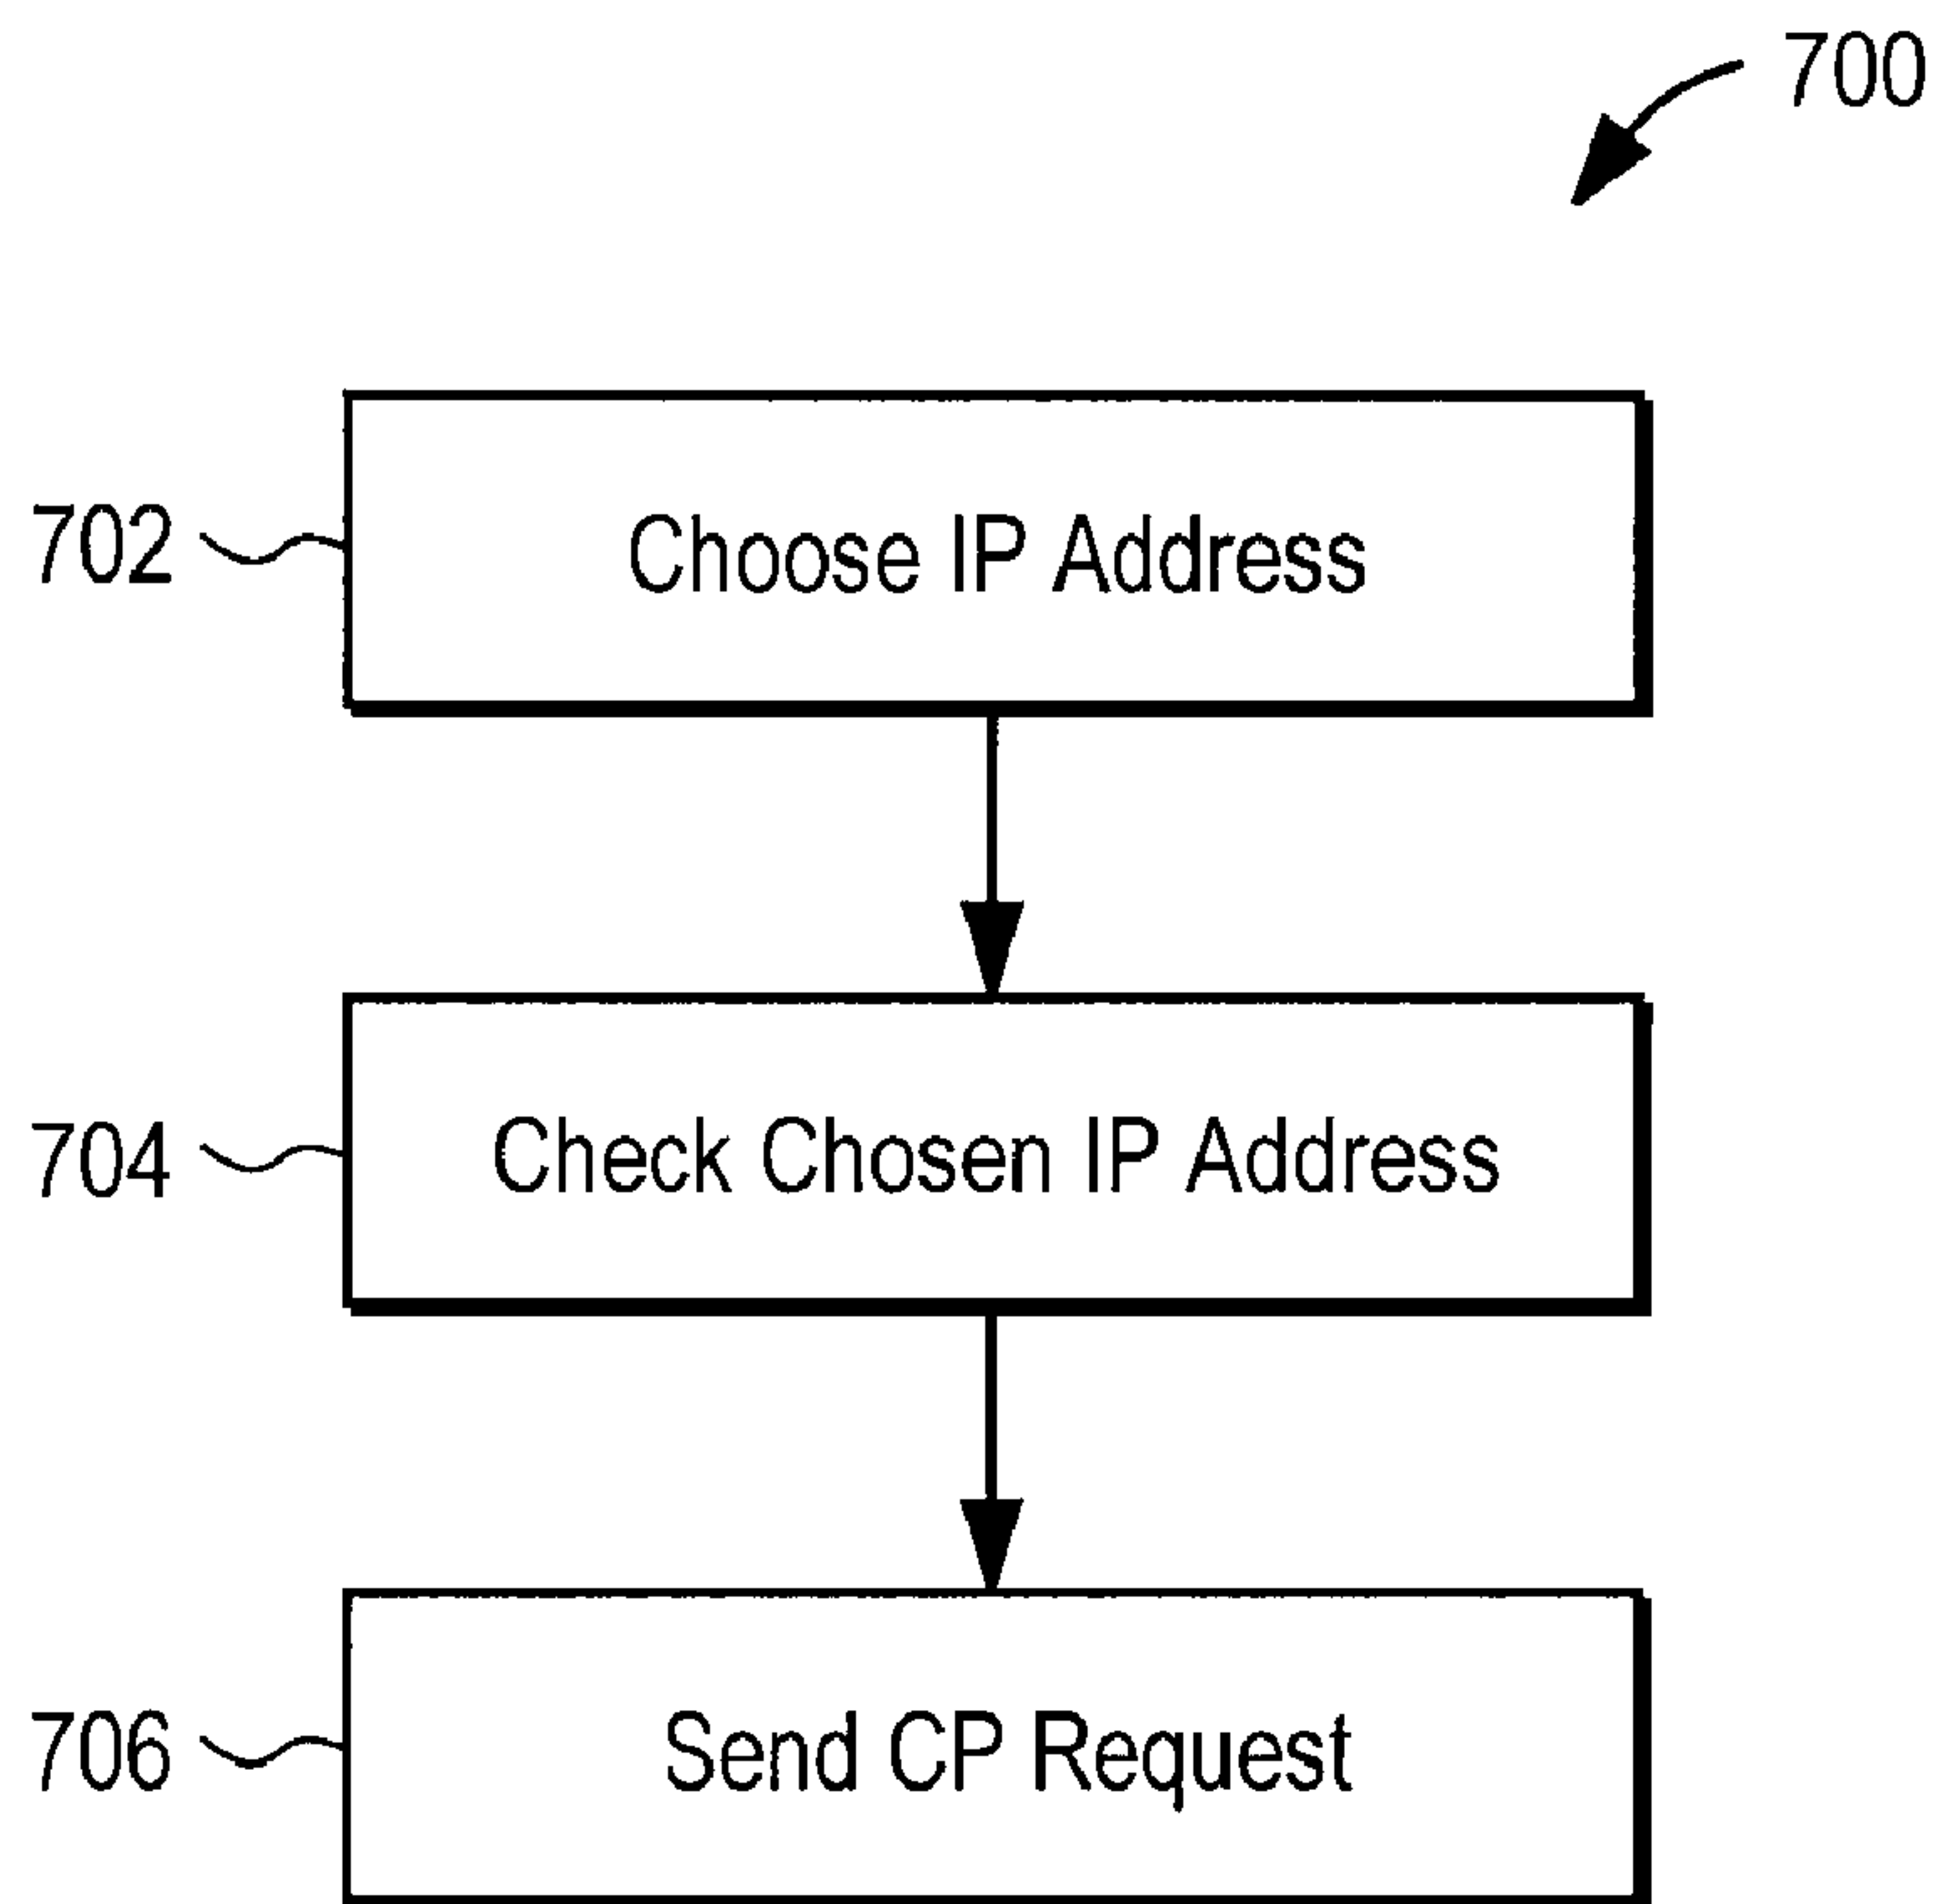 700
702
Choose IP Address
704
Check Chosen IP Address
706
Send CP Request